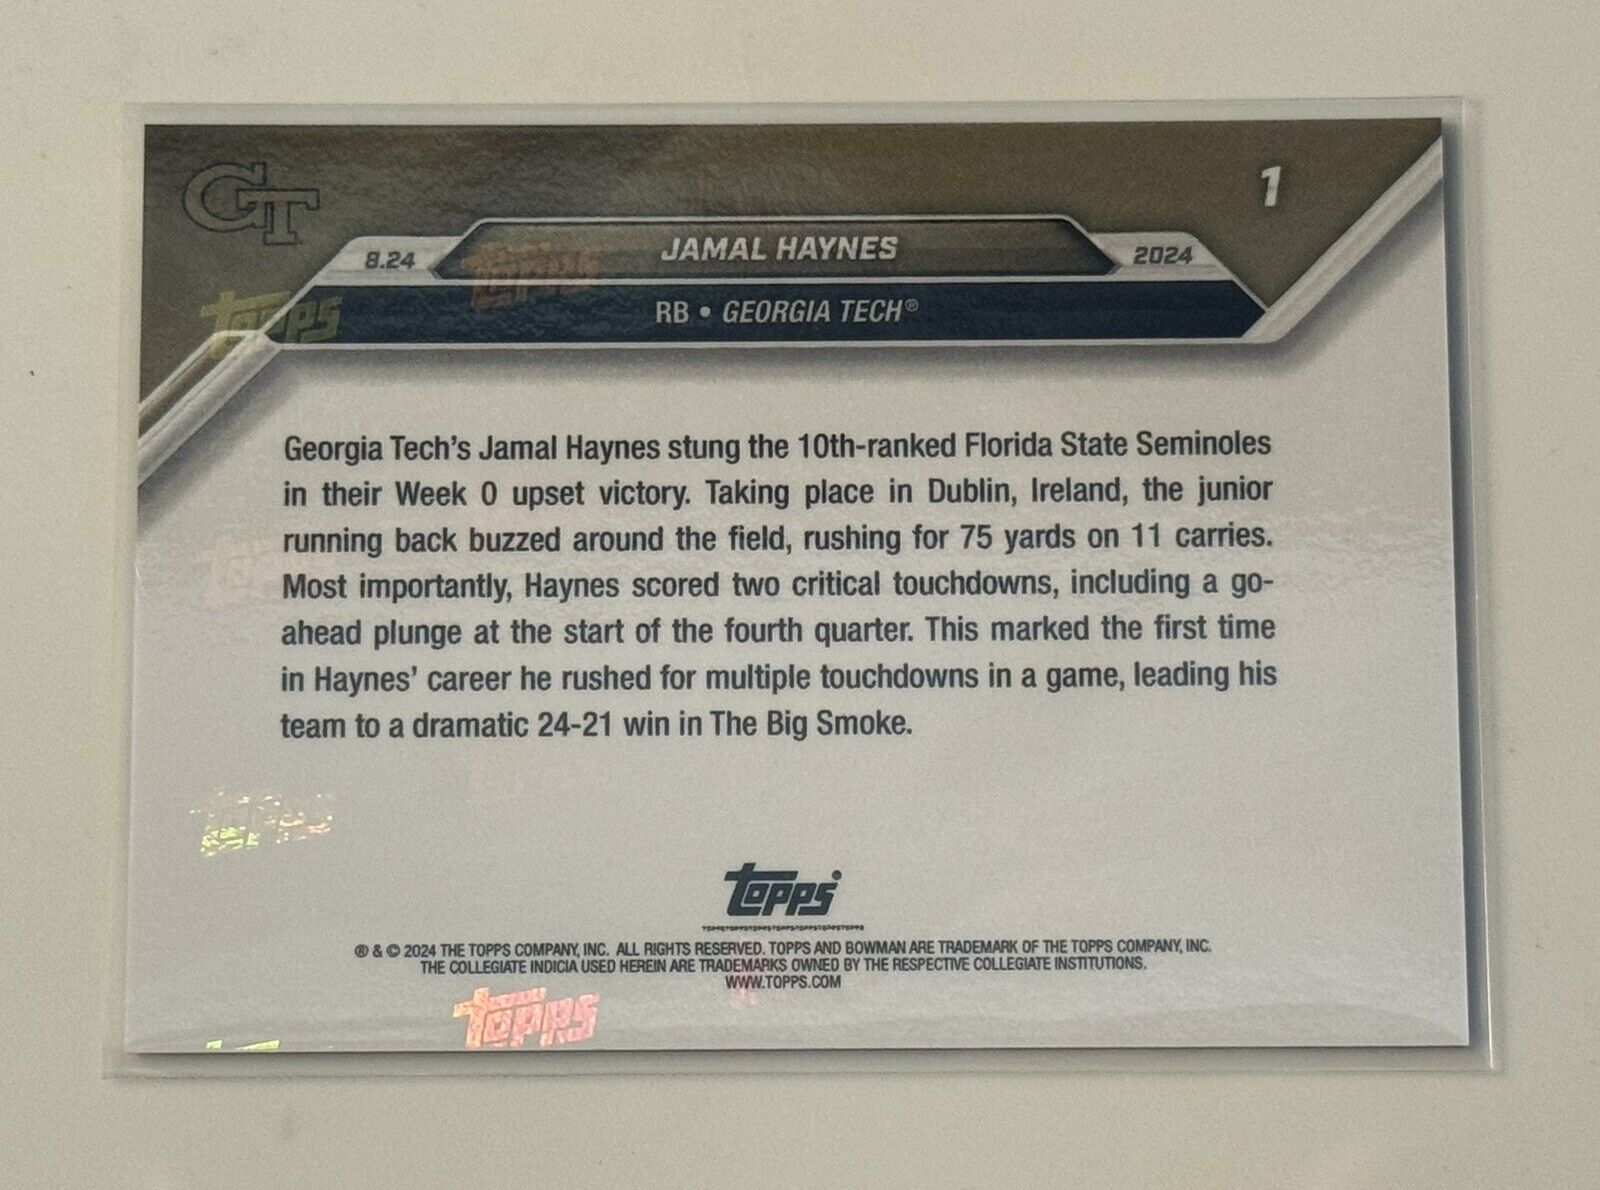 GT
1
8.24
JAMAL HAYNES
2024
RB • GEORGIA TECH®
Topps
Topps
Georgia Tech's Jamal Haynes stung the 10th-ranked Florida State Seminoles
in their Week 0 upset victory. Taking place in Dublin, Ireland, the junior
running back buzzed around the field, rushing for 75 yards on 11 carries.
Most importantly, Haynes scored two critical touchdowns, including a go-
ahead plunge at the start of the fourth quarter. This marked the first time
in Haynes' career he rushed for multiple touchdowns in a game, leading his
team to a dramatic 24-21 win in The Big Smoke.
Topps
Topps
Topps
TOPPSTOPPSTOPPSTOPPSTOPPSTOPPSTOPPS
® & © 2024 THE TOPPS COMPANY, INC. ALL RIGHTS RESERVED. TOPPS AND BOWMAN ARE TRADEMARK OF THE TOPPS COMPANY, INC.
THE COLLEGIATE INDICIA USED HEREIN ARE TRADEMARKS OWNED BY THE RESPECTIVE COLLEGIATE INSTITUTIONS.
WWW.TOPPS.COM
Topps